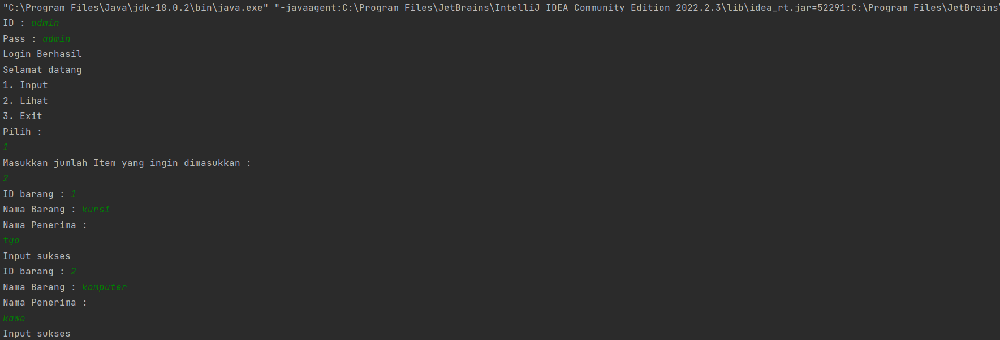 "C:\Program Files\Java\jdk-18.0.2\bin\java.exe" "-javaagent:C:\Program Files\JetBrains\IntelliJ IDEA Community Edition 2022.2.3\lib\idea_rt.jar=52291:C:\Program Files\JetBrains\
ID : admin
Pass : admin
Login Berhasil
Selamat datang
1. Input
2. Lihat
3. Exit
Pilih :
1
Masukkan jumlah Item yang ingin dimasukkan :
2
ID barang : 1
Nama Barang : kursi
Nama Penerima :
tyo
Input sukses
ID barang : 2
Nama Barang : komputer
Nama Penerima :
kawe
Input sukses